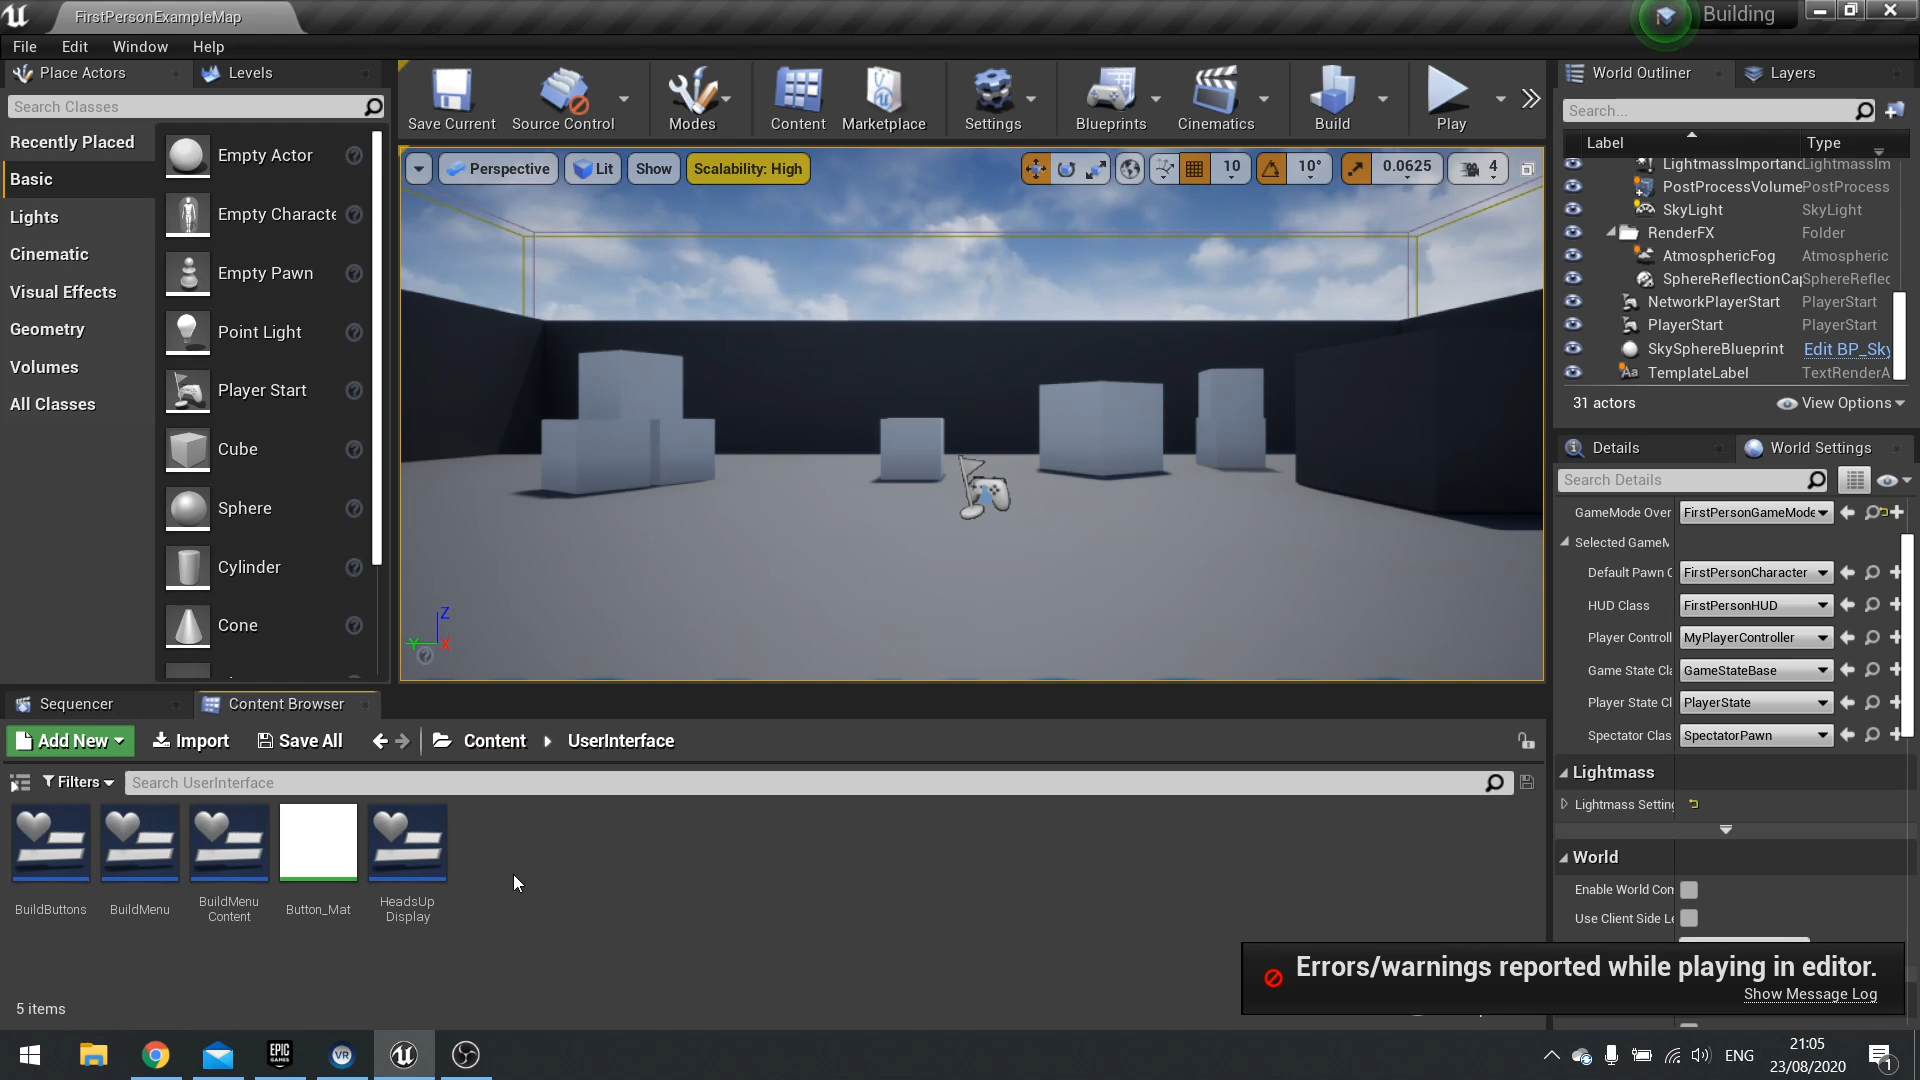 FirstPersonExampleMap
Building
File Edit Window Help
Place Actors
Levels
Search Classes
Recently Placed
Basic
Lights
Cinematic
Visual Effects
Geometry
Volumes
All Classes
Empty Actor
Empty Characte
Empty Pawn
Point Light
Player Start
Cube
Sphere
Cylinder
Cone
Save Current
Source Control
Modes
Content
Marketplace
Settings
Blueprints
Cinematics
Build
Play
Perspective
Lit
Show
Scalability: High
10
10°
0.0625
4
Z
Y
X
World Outliner
Layers
Search...
Label Type
LightmassImportanc LightmassIm
PostProcessVolume PostProcess
SkyLight SkyLight
RenderFX Folder
AtmosphericFog Atmospheric
SphereReflectionCap SphereReflec
NetworkPlayerStart PlayerStart
PlayerStart PlayerStart
SkySphereBlueprint Edit BP_Sky
TemplateLabel TextRenderA
31 actors
View Options
Details
World Settings
Search Details
GameMode Over FirstPersonGameMode
Selected GameM
Default Pawn C FirstPersonCharacter
HUD Class FirstPersonHUD
Player Controll MyPlayerController
Game State Cla GameStateBase
Player State Cl PlayerState
Spectator Clas SpectatorPawn
Lightmass
Lightmass Setting
World
Enable World Com
Use Client Side Le
Sequencer
Content Browser
Add New
Import
Save All
Content
UserInterface
Filters
Search UserInterface
BuildButtons
BuildMenu
BuildMenu
Content
Button_Mat
HeadsUp
Display
5 items
Errors/warnings reported while playing in editor.
Show Message Log
EPIC
GAMES
VR
ENG
21:05
23/08/2020
1